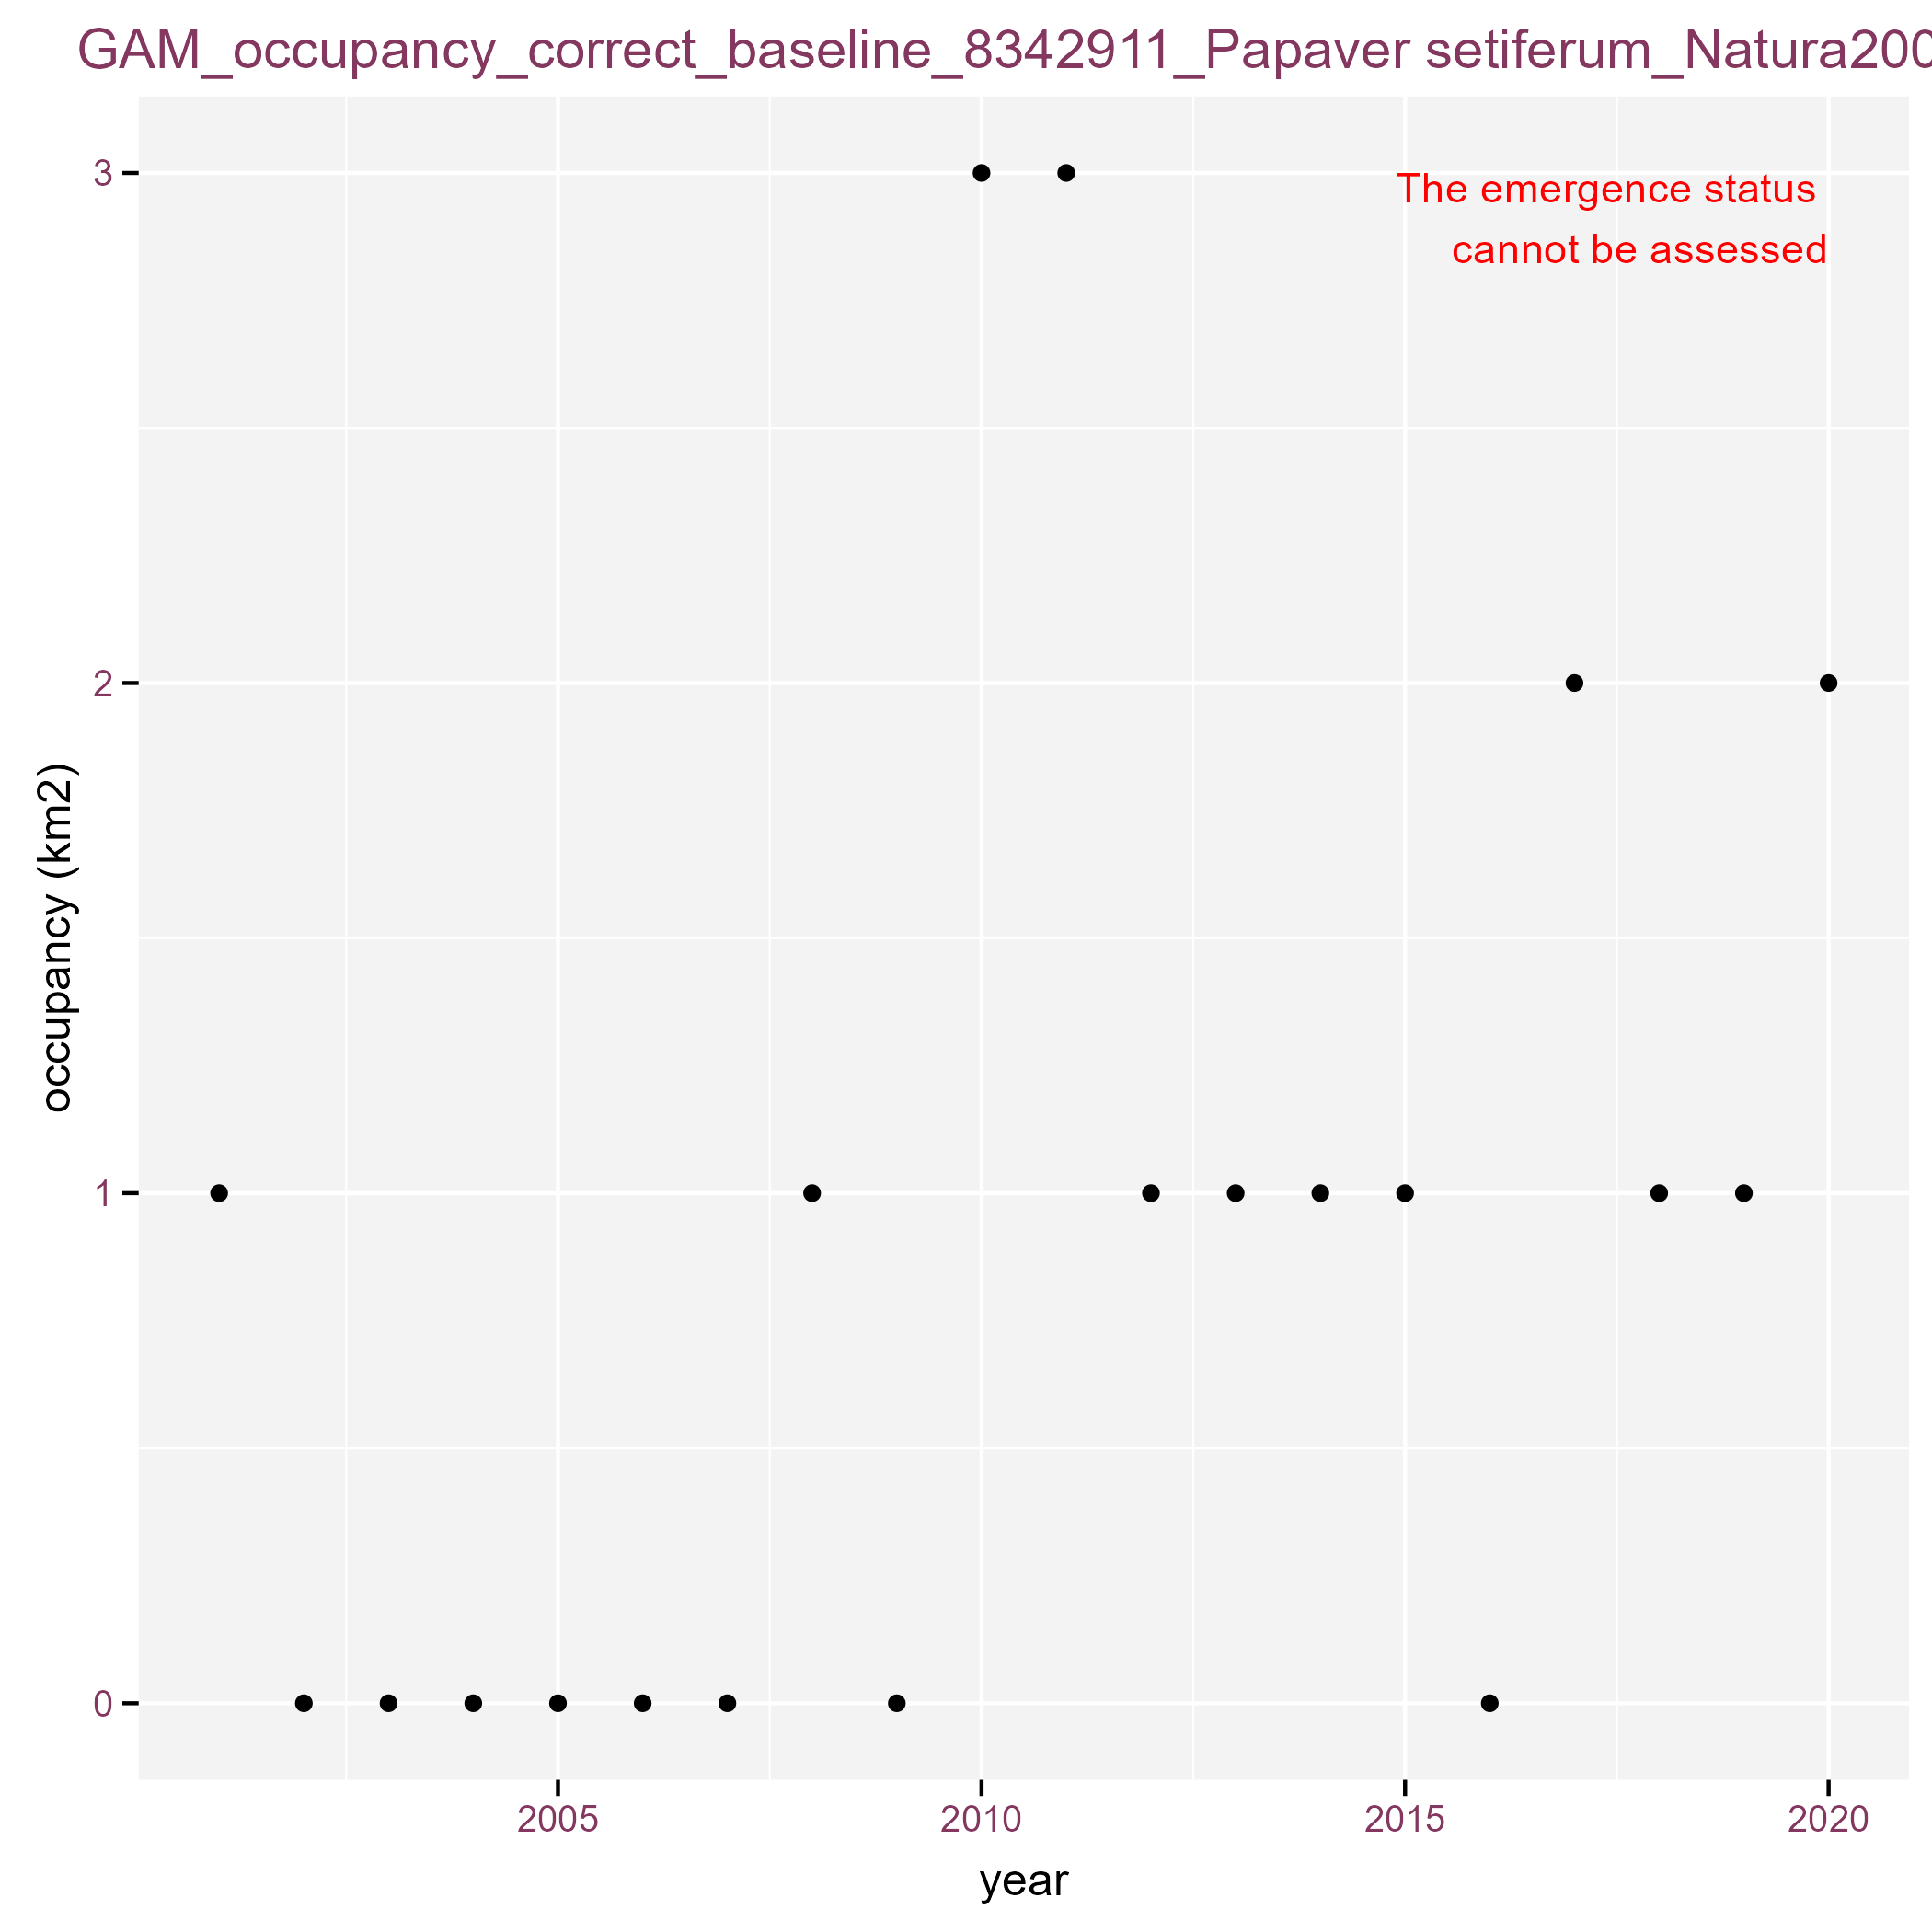 GAM_occupancy_correct_baseline_8342911_Papaver setiferum_Natura200
3
The emergence status
cannot be assessed
2
occupancy (km2)
1
0
2005 2010 2015 2020
year